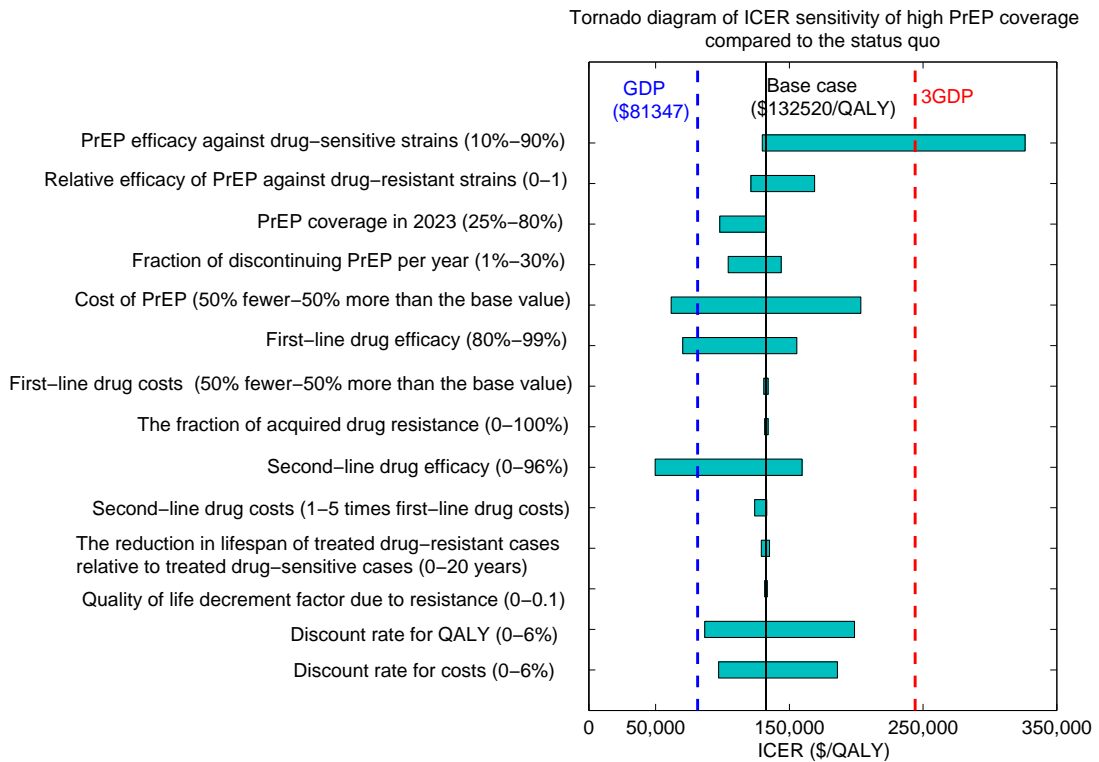 Tornado diagram of ICER sensitivity of high PrEP coverage
compared to the status quo
GDP
($81347)
Base case
($132520/QALY)
3GDP
PrEP efficacy against drug−sensitive strains (10%−90%)
Relative efficacy of PrEP against drug−resistant strains (0−1)
PrEP coverage in 2023 (25%−80%)
Fraction of discontinuing PrEP per year (1%−30%)
Cost of PrEP (50% fewer−50% more than the base value)
First−line drug efficacy (80%−99%)
First−line drug costs (50% fewer−50% more than the base value)
The fraction of acquired drug resistance (0−100%)
Second−line drug efficacy (0−96%)
Second−line drug costs (1−5 times first−line drug costs)
The reduction in lifespan of treated drug−resistant cases
relative to treated drug−sensitive cases (0−20 years)
Quality of life decrement factor due to resistance (0−0.1)
Discount rate for QALY (0−6%)
Discount rate for costs (0−6%)
0 50,000 150,000 250,000 350,000
ICER ($/QALY)